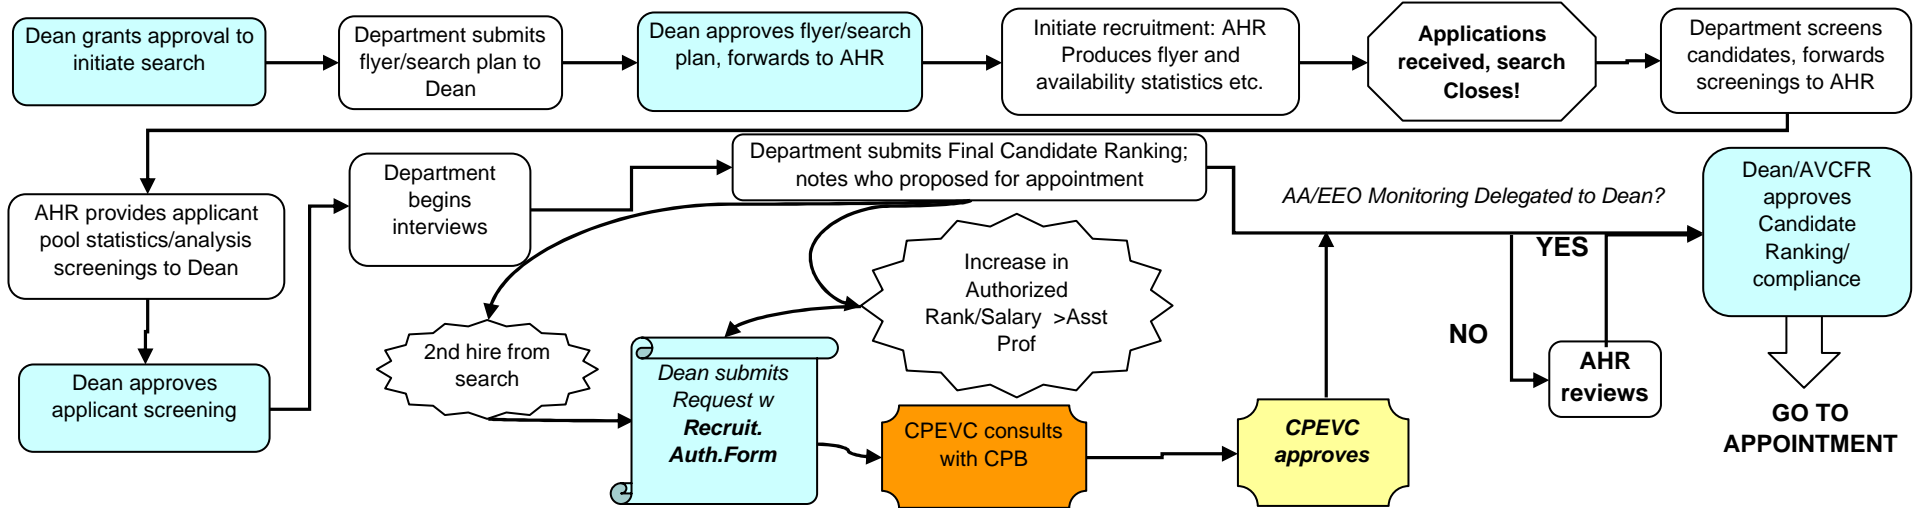 Dean grants approval to
initiate search
Department submits
flyer/search plan to
Dean
Dean approves flyer/search
plan, forwards to AHR
Initiate recruitment: AHR
Produces flyer and
availability statistics etc.
Applications
received, search
Closes!
Department screens
candidates, forwards
screenings to AHR
AHR provides applicant
pool statistics/analysis
screenings to Dean
Dean approves
applicant screening
Department
begins
interviews
Department submits Final Candidate Ranking;
notes who proposed for appointment
2nd hire from
search
Increase in
Authorized
Rank/Salary >Asst
Prof
Dean submits
Request w
Recruit.
Auth.Form
CPEVC consults
with CPB
CPEVC
approves
AA/EEO Monitoring Delegated to Dean?
YES
NO
AHR
reviews
Dean/AVCFR
approves
Candidate
Ranking/
compliance
GO TO
APPOINTMENT